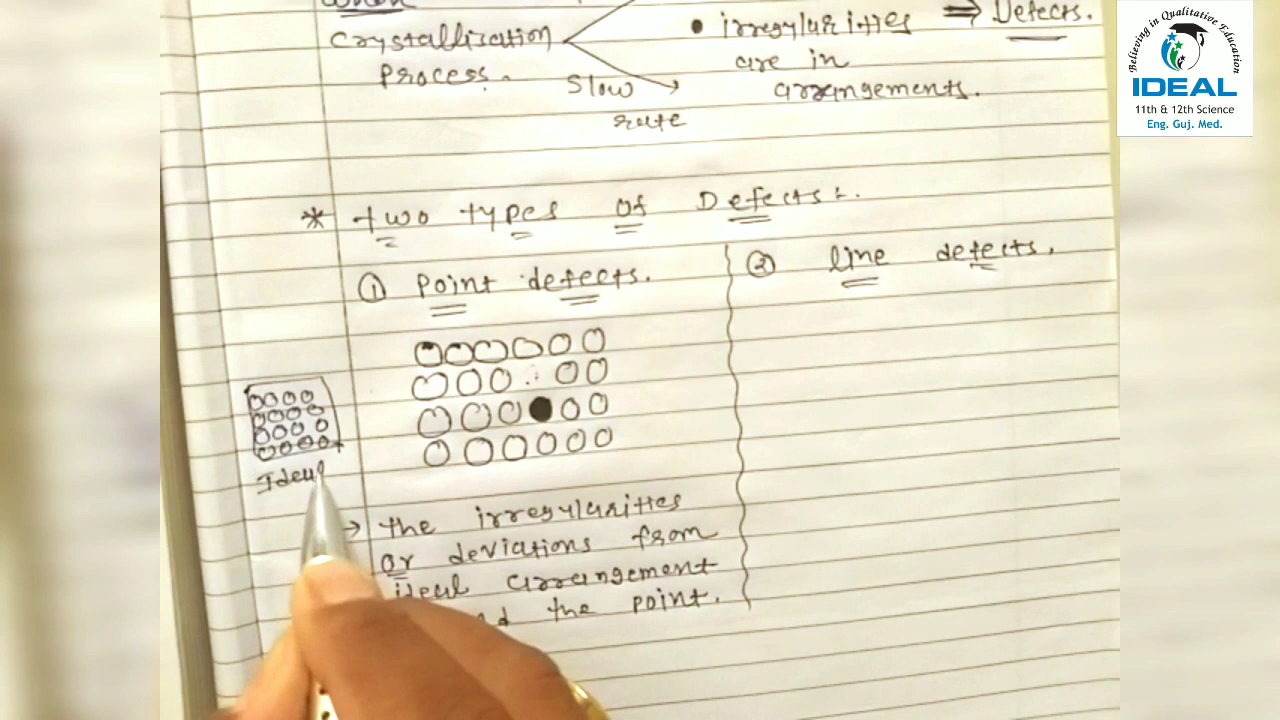 when
Crystallisation
process.
Slow
rate
• irregularities ⇒ Defects.
are in
arrangements.
* two types of Defects :-
① Point defects.
② line defects.
Ideal
→ the irregularities
or deviations from
ideal arrangement
the point.
Believing in Qualitative Education
IDEAL
11th & 12th Science
Eng. Guj. Med.